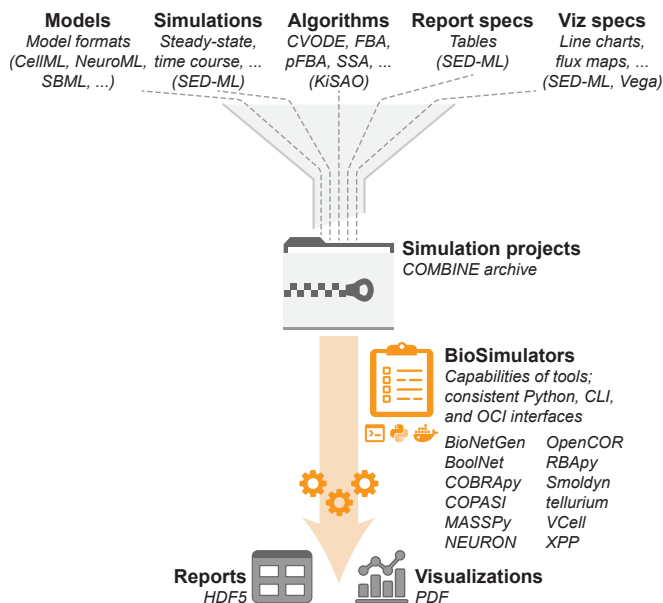 Models
Model formats
(CellML, NeuroML,
SBML, ...)
Simulations
Steady-state,
time course, ...
(SED-ML)
Algorithms
CVODE, FBA,
pFBA, SSA, ...
(KiSAO)
Report specs
Tables
(SED-ML)
Viz specs
Line charts,
flux maps, ...
(SED-ML, Vega)
Simulation projects
COMBINE archive
BioSimulators
Capabilities of tools;
consistent Python, CLI,
and OCI interfaces
BioNetGen
BoolNet
COBRApy
COPASI
MASSPy
NEURON
OpenCOR
RBApy
Smoldyn
tellurium
VCell
XPP
Reports
HDF5
Visualizations
PDF